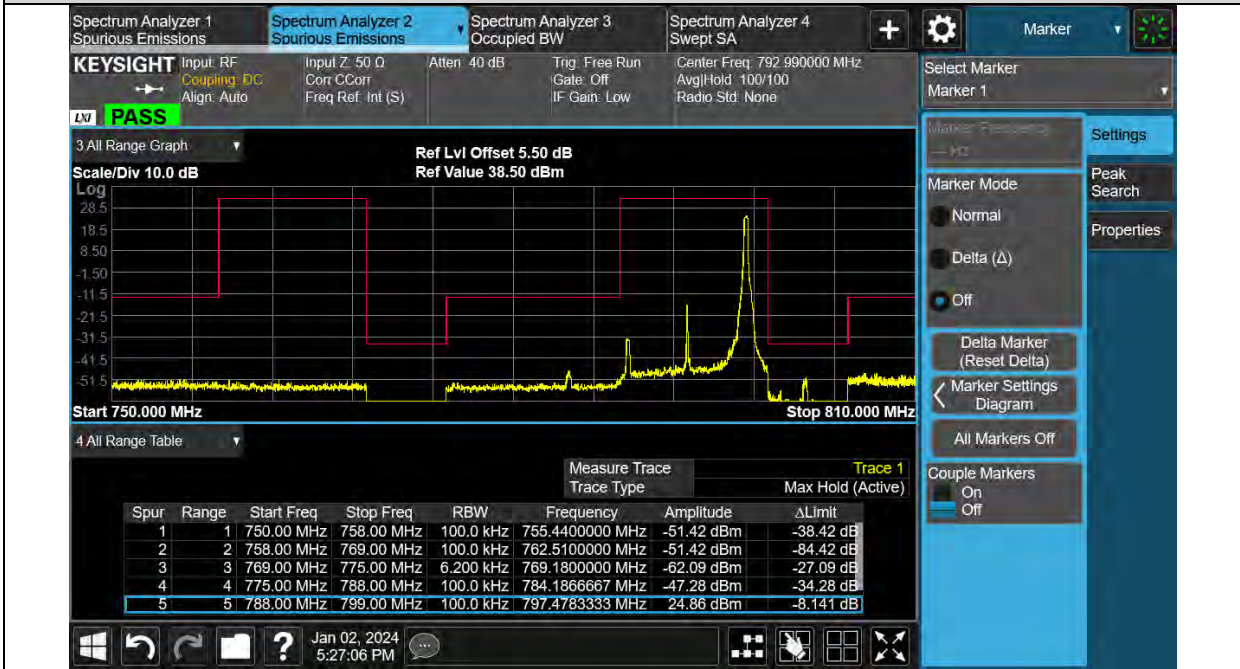 Spectrum Analyzer 1
Spurious Emissions
Spectrum Analyzer 2
Spurious Emissions
Spectrum Analyzer 3
Occupied BW
Spectrum Analyzer 4
Swept SA
+
Marker
KEYSIGHT
LXI PASS
Input: RF
Coupling: DC
Align: Auto
Input Z: 50 Ω
Corr CCorr
Freq Ref: Int (S)
Atten: 40 dB
Trig: Free Run
Gate: Off
IF Gain: Low
Center Freq: 792.990000 MHz
Avg|Hold: 100/100
Radio Std: None
Select Marker
Marker 1
3 All Range Graph
Ref Lvl Offset 5.50 dB
Scale/Div 10.0 dB
Ref Value 38.50 dBm
Log
28.5
18.5
8.50
-1.50
-11.5
-21.5
-31.5
-41.5
-51.5
Start 750.000 MHz
Stop 810.000 MHz
Marker Frequency
--- Hz
Marker Mode
Normal
Delta (Δ)
Off
Delta Marker
(Reset Delta)
Marker Settings
Diagram
All Markers Off
Couple Markers
On
Off
Settings
Peak
Search
Properties
4 All Range Table
Measure Trace Trace 1
Trace Type Max Hold (Active)
Spur Range Start Freq Stop Freq RBW Frequency Amplitude ΔLimit
1 1 750.00 MHz 758.00 MHz 100.0 kHz 755.4400000 MHz -51.42 dBm -38.42 dB
2 2 758.00 MHz 769.00 MHz 100.0 kHz 762.5100000 MHz -51.42 dBm -84.42 dB
3 3 769.00 MHz 775.00 MHz 6.200 kHz 769.1800000 MHz -62.09 dBm -27.09 dB
4 4 775.00 MHz 788.00 MHz 100.0 kHz 784.1866667 MHz -47.28 dBm -34.28 dB
5 5 788.00 MHz 799.00 MHz 100.0 kHz 797.4783333 MHz 24.86 dBm -8.141 dB
?
Jan 02, 2024
5:27:06 PM